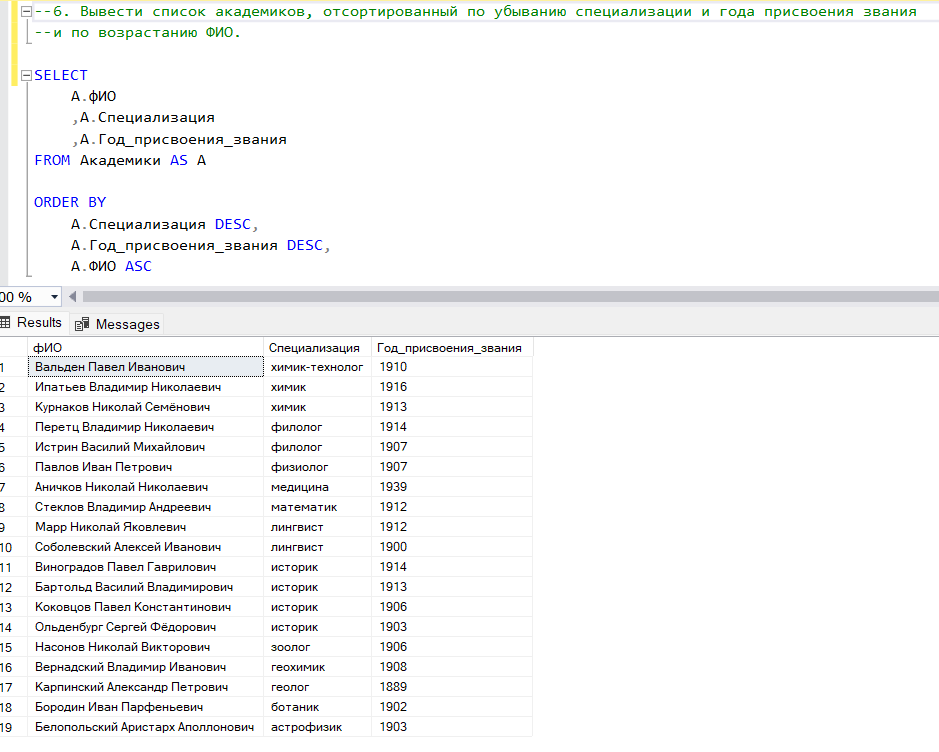 --6. Вывести список академиков, отсортированный по убыванию специализации и года присвоения звания
--и по возрастанию ФИО.
SELECT
А.фИО
,А.Специализация
,А.Год_присвоения_звания
FROM Академики AS А
ORDER BY
А.Специализация DESC,
А.Год_присвоения_звания DESC,
А.ФИО ASC
00 %
Results Messages
фИО Специализация Год_присвоения_звания
1 Вальден Павел Иванович химик-технолог 1910
2 Ипатьев Владимир Николаевич химик 1916
3 Курнаков Николай Семёнович химик 1913
4 Перетц Владимир Николаевич филолог 1914
5 Истрин Василий Михайлович филолог 1907
6 Павлов Иван Петрович физиолог 1907
7 Аничков Николай Николаевич медицина 1939
8 Стеклов Владимир Андреевич математик 1912
9 Марр Николай Яковлевич лингвист 1912
10 Соболевский Алексей Иванович лингвист 1900
11 Виноградов Павел Гаврилович историк 1914
12 Бартольд Василий Владимирович историк 1913
13 Коковцов Павел Константинович историк 1906
14 Ольденбург Сергей Фёдорович историк 1903
15 Насонов Николай Викторович зоолог 1906
16 Вернадский Владимир Иванович геохимик 1908
17 Карпинский Александр Петрович геолог 1889
18 Бородин Иван Парфеньевич ботаник 1902
19 Белопольский Аристарх Аполлонович астрофизик 1903